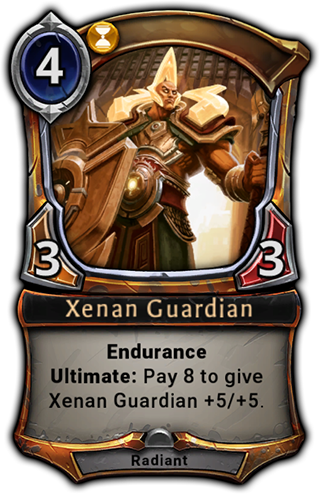 4
3
3
Xenan Guardian
Endurance
Ultimate: Pay 8 to give
Xenan Guardian +5/+5.
Radiant